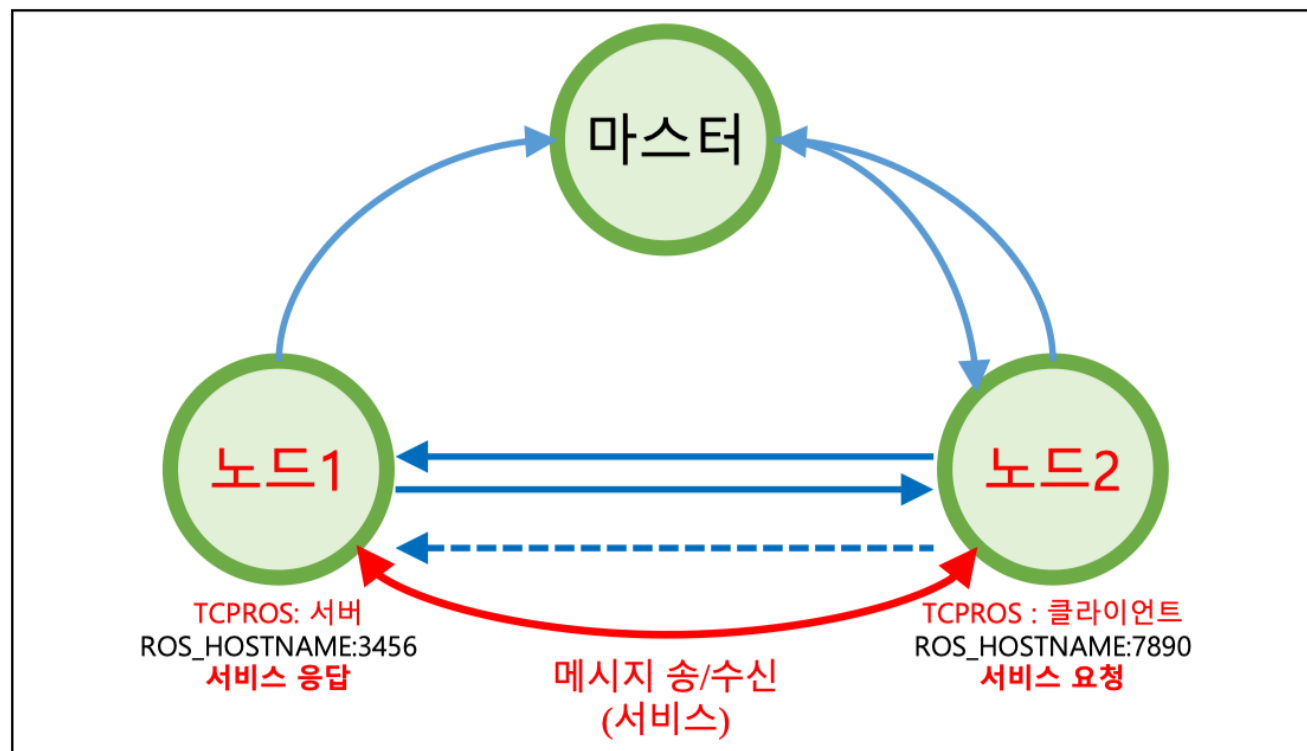 마스터
노드1
노드2
TCPROS: 서버
ROS_HOSTNAME:3456
서비스 응답
TCPROS : 클라이언트
ROS_HOSTNAME:7890
서비스 요청
메시지 송/수신
(서비스)